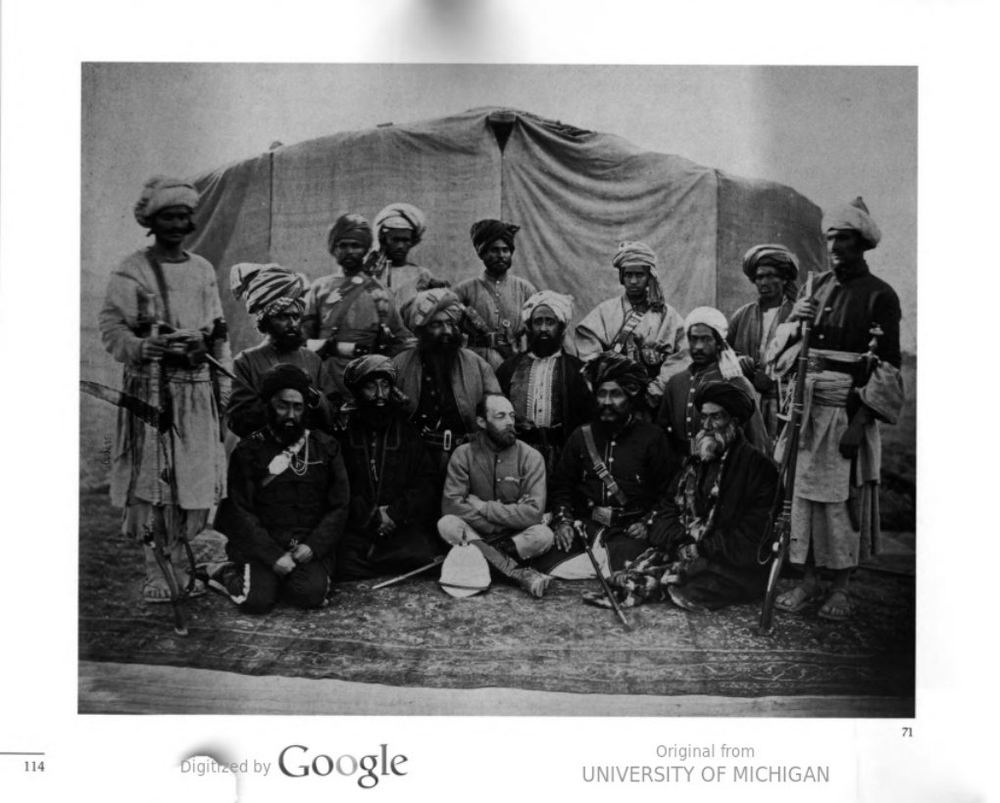 71
114
Digitized by Google
Original from
UNIVERSITY OF MICHIGAN